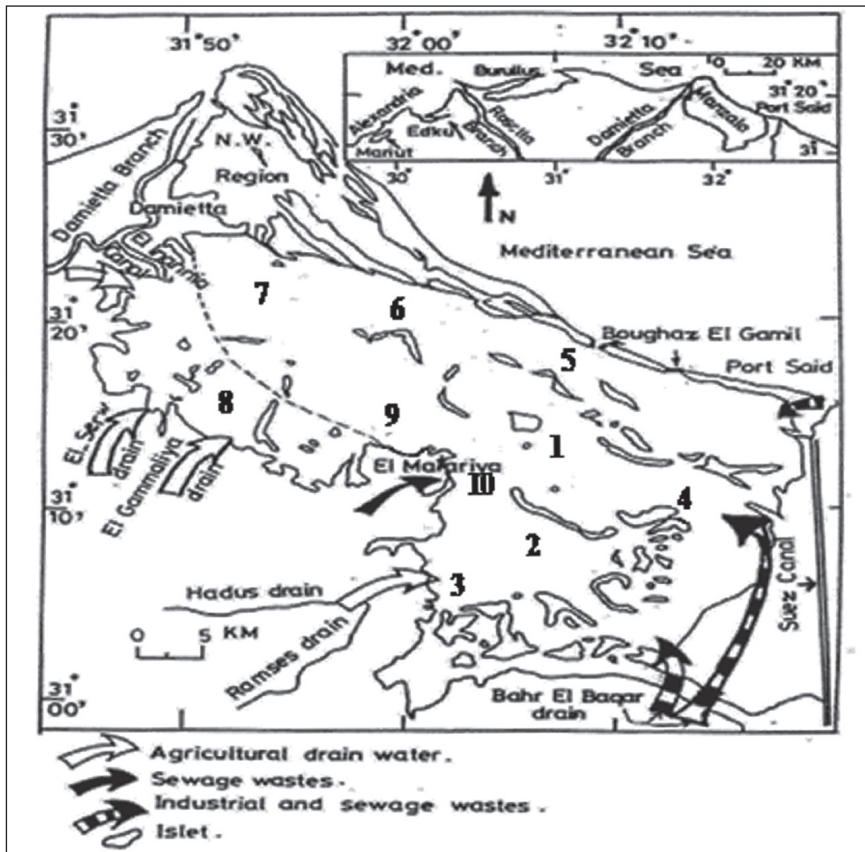 31° 50
32° 00
32° 10
31° 30'
N.W. Region
Damietta Branch
Damietta
Canal
Med. Burullus Sea
0 20 KM
31° 20
Alexandria
Edku
Mariut
Rosetta Branch
Damietta Branch
Manzala
Port Said
31°
30
31
32
N
Mediterranean Sea
31° 20'
7
6
5
Boughaz El Gamil
Port Said
8
9
1
El Serw drain
El Gammaliya drain
El Matariya
10
4
31° 10'
2
3
Hadus drain
Ramses drain
0 5 KM
Suez Canal
31° 00'
Bahr El Baqar drain
Agricultural drain water.
Sewage wastes.
Industrial and sewage wastes.
Islet.